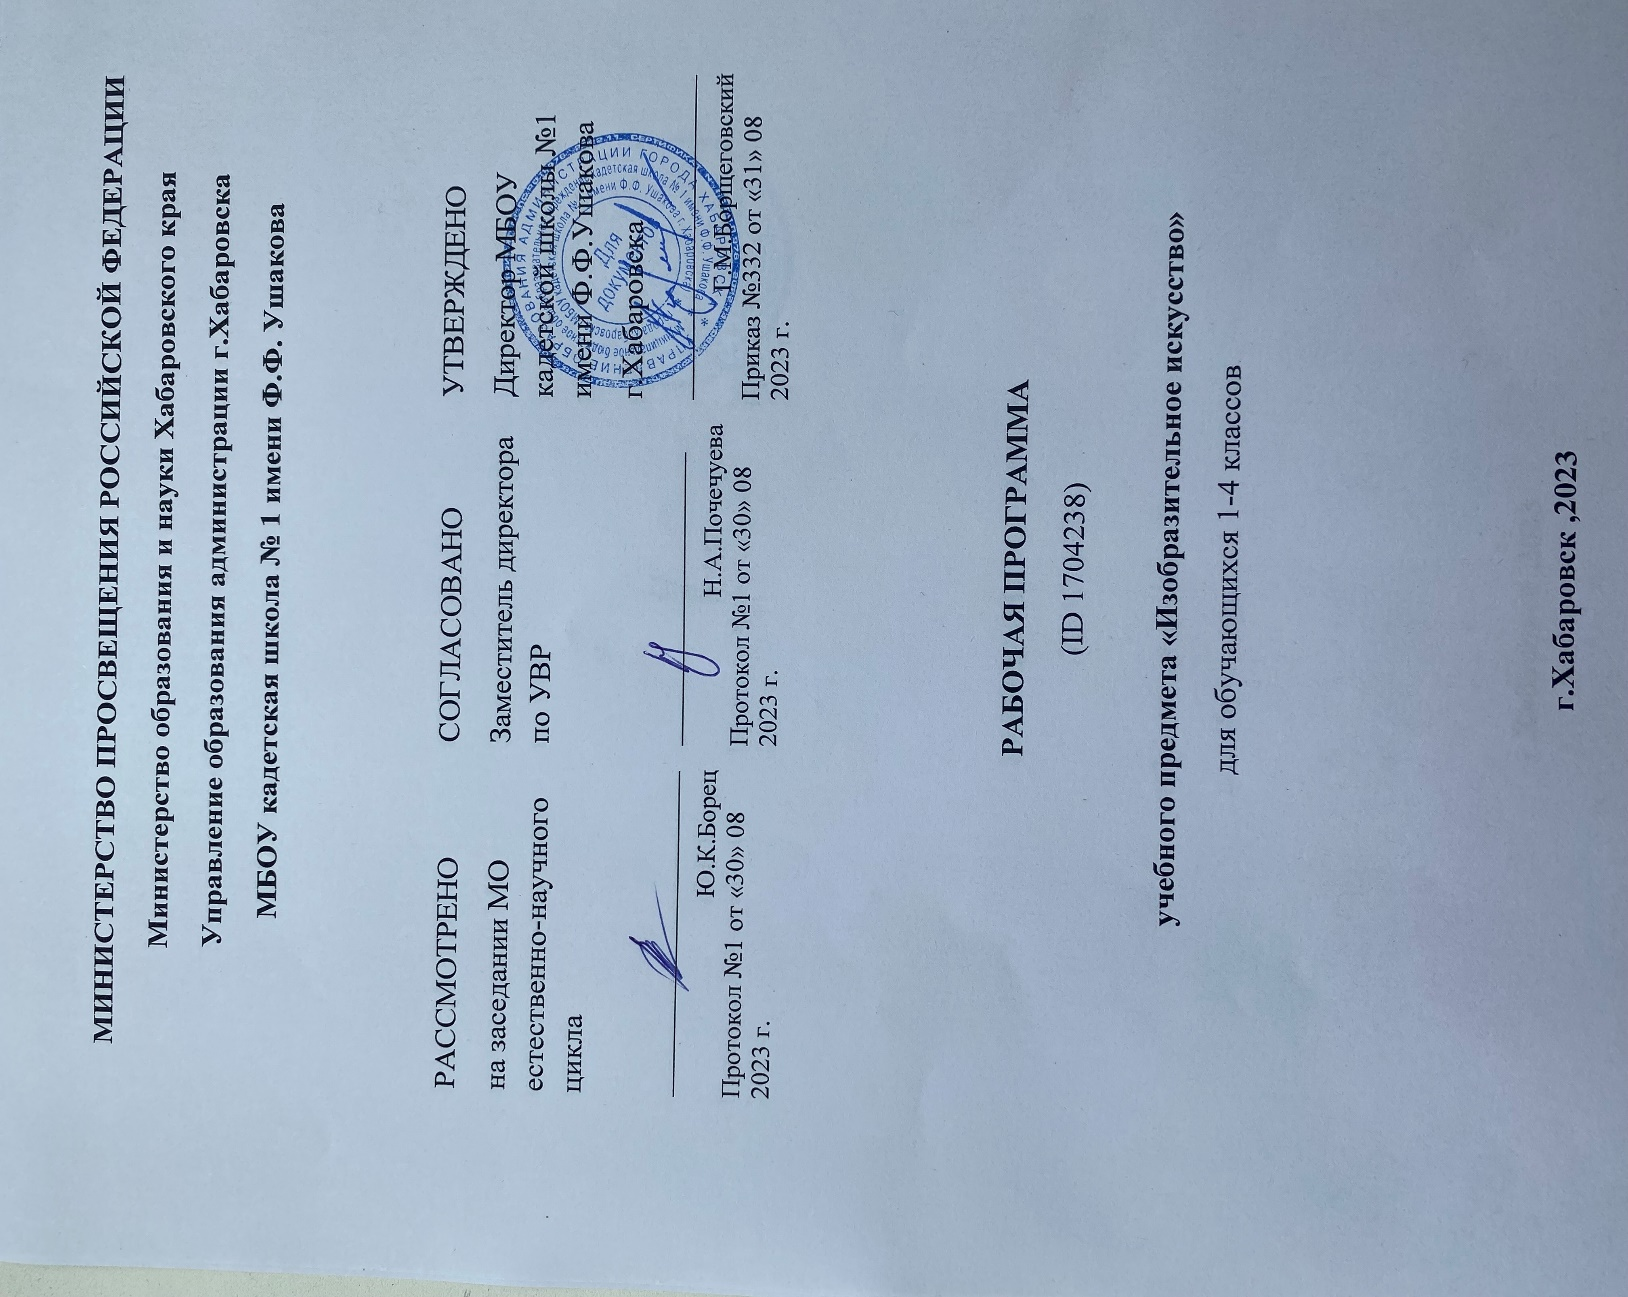 МИНИСТЕРСТВО ПРОСВЕЩЕНИЯ РОССИЙСКОЙ ФЕДЕРАЦИИ
Министерство образования и науки Хабаровского края
Управление образования администрации г.Хабаровска
МБОУ кадетская школа № 1 имени Ф.Ф. Ушакова
РАССМОТРЕНО
на заседании МО
естественно-научного
цикла
Ю.К.Борец
Протокол №1 от «30» 08
2023 г.
СОГЛАСОВАНО
Заместитель директора
по УВР
Н.А.Почечуева
Протокол №1 от «30» 08
2023 г.
УТВЕРЖДЕНО
Директор МБОУ
кадетской школы №1
имени Ф.Ф.Ушакова
г.Хабаровска
Т.М.Борщеговский
Приказ №332 от «31» 08
2023 г.
Для
документов
РАБОЧАЯ ПРОГРАММА
(ID 1704238)
учебного предмета «Изобразительное искусство»
для обучающихся 1-4 классов
г.Хабаровск ,2023